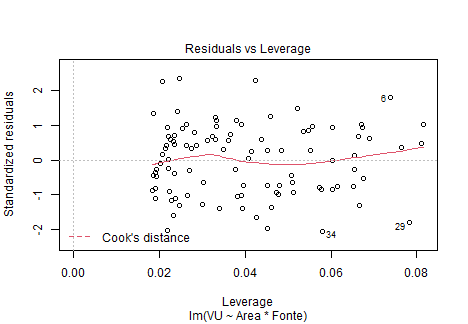 Residuals vs Leverage
Standardized residuals
2
1
0
-1
-2
6
29
34
Cook's distance
0.00
0.02
0.04
0.06
0.08
Leverage
lm(VU ~ Area * Fonte)